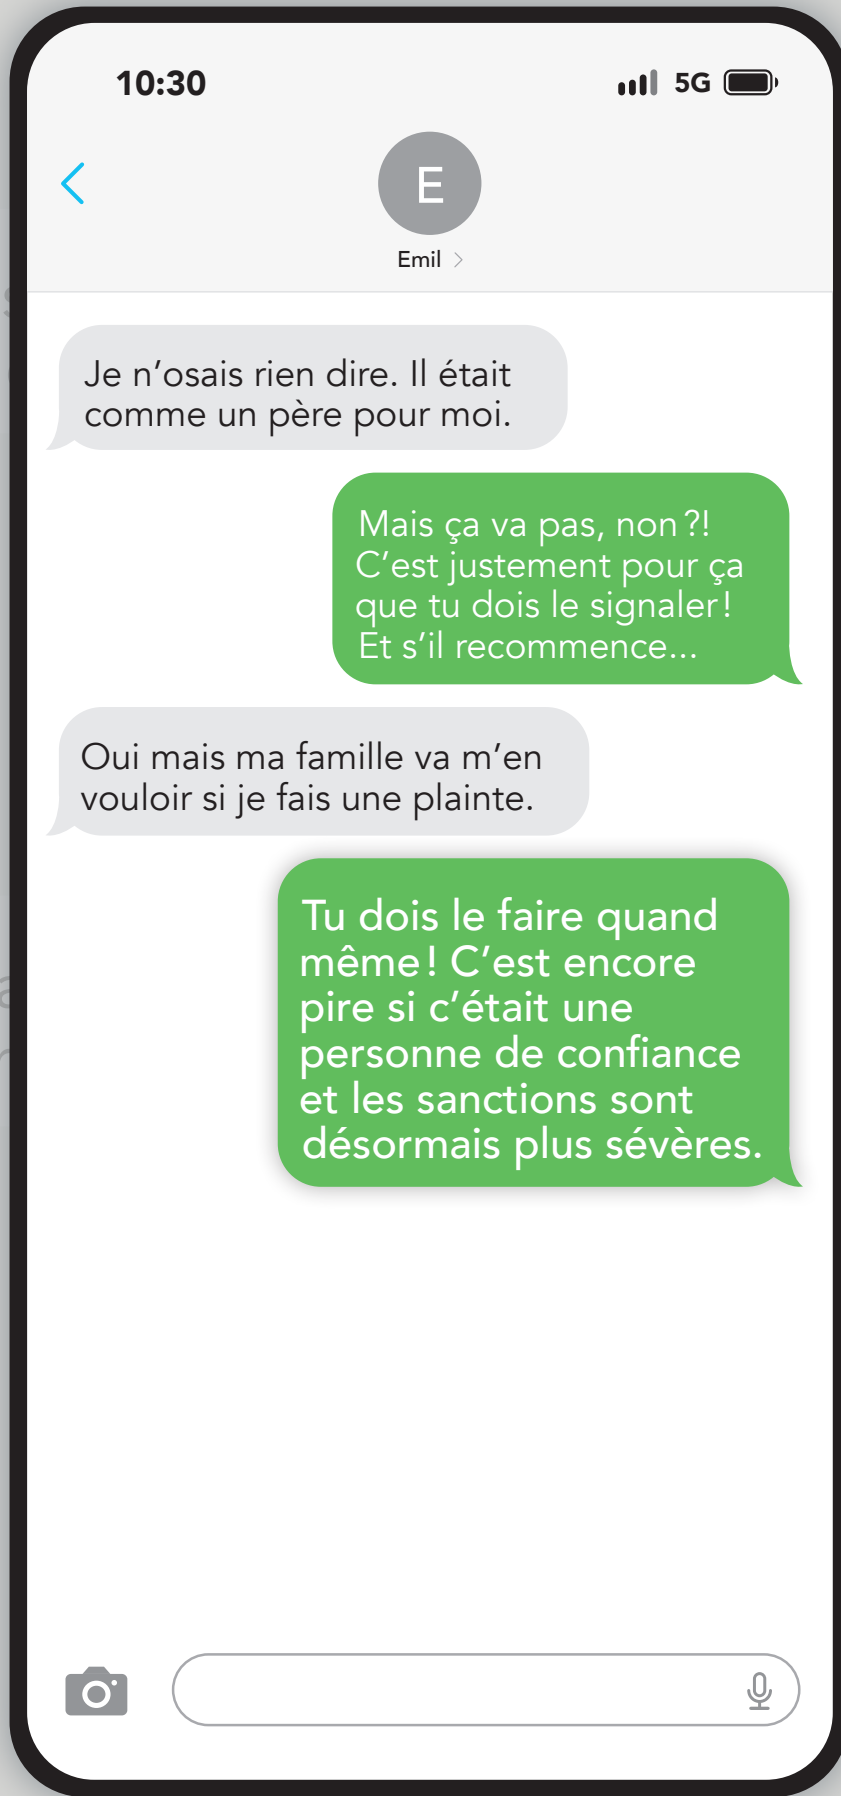 10:30
5G
E
Emil
Je n’osais rien dire. Il était
comme un père pour moi.
Mais ça va pas, non ?!
C’est justement pour ça
que tu dois le signaler !
Et s’il recommence...
Oui mais ma famille va m’en
vouloir si je fais une plainte.
Tu dois le faire quand
même ! C’est encore
pire si c’était une
personne de confiance
et les sanctions sont
désormais plus sévères.